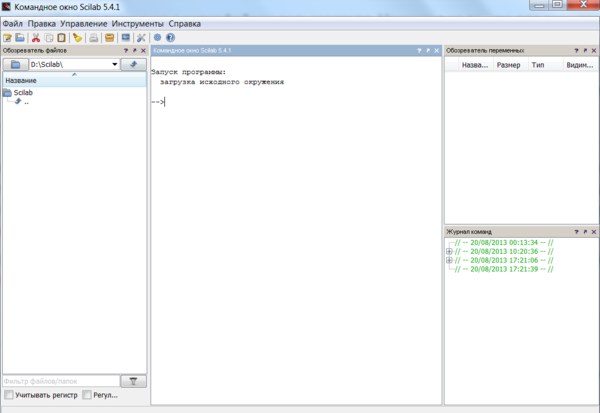 Командное окно Scilab 5.4.1
Файл Правка Управление Инструменты Справка
Обозреватель файлов
D:\Scilab\
Название
Scilab
..
Фильтр файлов/папок
Учитывать регистр Регул...
Командное окно Scilab 5.4.1
Запуск программы:
загрузка исходного окружения
-->
Обозреватель переменных
Назва... Размер Тип Видим...
Журнал команд
// -- 20/08/2013 00:13:34 -- //
// -- 20/08/2013 10:20:36 -- //
// -- 20/08/2013 17:21:06 -- //
// -- 20/08/2013 17:21:39 -- //